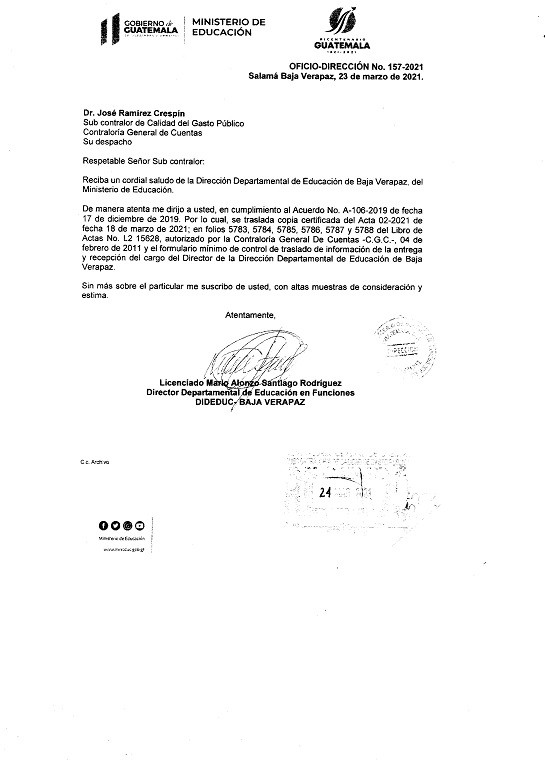 GOBIERNO de
GUATEMALA
MINISTERIO DE
EDUCACIÓN
BICENTENARIO
GUATEMALA
1821-2021
OFICIO-DIRECCIÓN No. 157-2021
Salamá Baja Verapaz, 23 de marzo de 2021.
Dr. José Ramírez Crespín
Sub contralor de Calidad del Gasto Público
Contraloría General de Cuentas
Su despacho
Respetable Señor Sub contralor:
Reciba un cordial saludo de la Dirección Departamental de Educación de Baja Verapaz, del
Ministerio de Educación.
De manera atenta me dirijo a usted, en cumplimiento al Acuerdo No. A-106-2019 de fecha
17 de diciembre de 2019. Por lo cual, se traslada copia certificada del Acta 02-2021 de
fecha 18 de marzo de 2021; en folios 5783, 5784, 5785, 5786, 5787 y 5788 del Libro de
Actas No. L2 15628, autorizado por la Contraloría General De Cuentas -C.G.C.-, 04 de
febrero de 2011 y el formulario mínimo de control de traslado de información de la entrega
y recepción del cargo del Director de la Dirección Departamental de Educación de Baja
Verapaz.
Sin más sobre el particular me suscribo de usted, con altas muestras de consideración y
estima.
Atentamente,
Licenciado Mario Alonzo Santiago Rodríguez
Director Departamental de Educación en Funciones
DIDEDUC- BAJA VERAPAZ
DIRECCIÓN
C.c. Archivo
24
Ministerio de Educación
www.mineduc.gob.gt